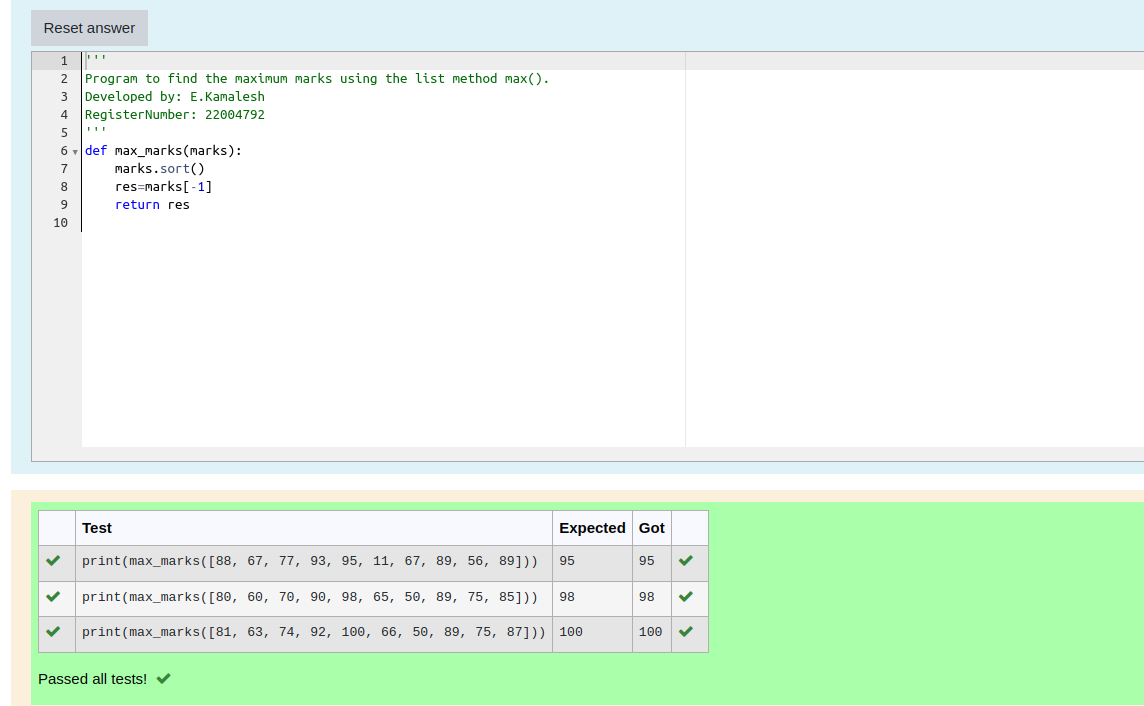 Reset answer
1 '''
2 Program to find the maximum marks using the list method max().
3 Developed by: E.Kamalesh
4 RegisterNumber: 22004792
5 '''
6 def max_marks(marks):
7     marks.sort()
8     res=marks[-1]
9     return res
10
Test Expected Got
print(max_marks([88, 67, 77, 93, 95, 11, 67, 89, 56, 89])) 95 95
print(max_marks([80, 60, 70, 90, 98, 65, 50, 89, 75, 85])) 98 98
print(max_marks([81, 63, 74, 92, 100, 66, 50, 89, 75, 87])) 100 100
Passed all tests!